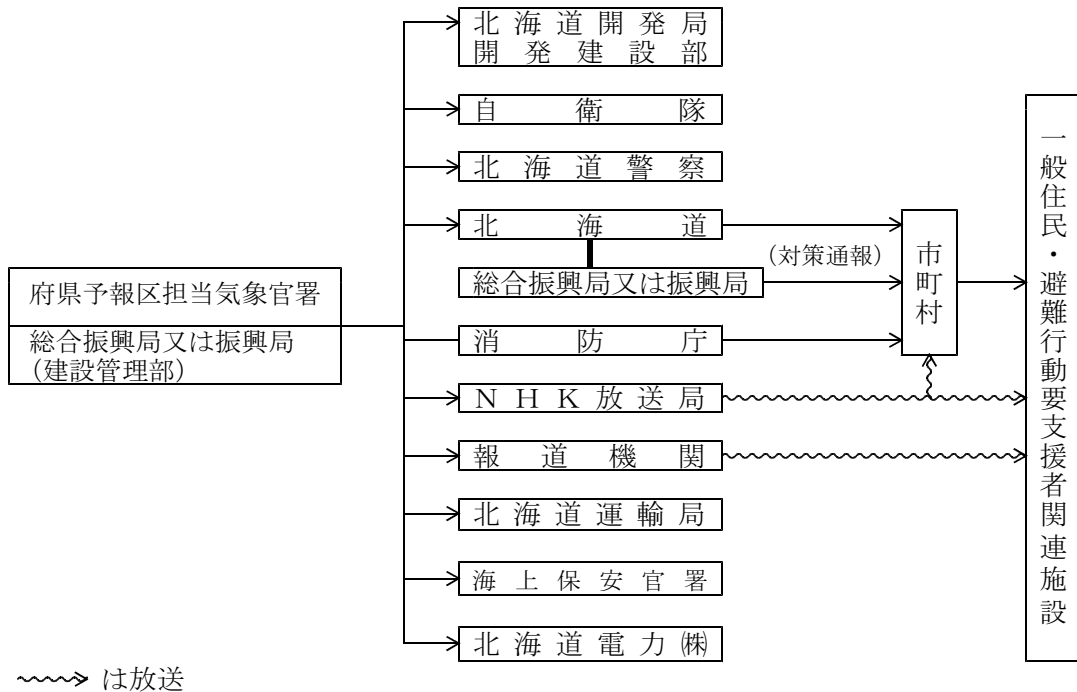 北海道開発局
開発建設部
自衛隊
北海道警察
北海道
(対策通報)
総合振興局又は振興局
市町村
府県予報区担当気象官署
総合振興局又は振興局
(建設管理部)
消防庁
NHK放送局
報道機関
北海道運輸局
海上保安官署
北海道電力㈱
一般住民・避難行動要支援者関連施設
は放送